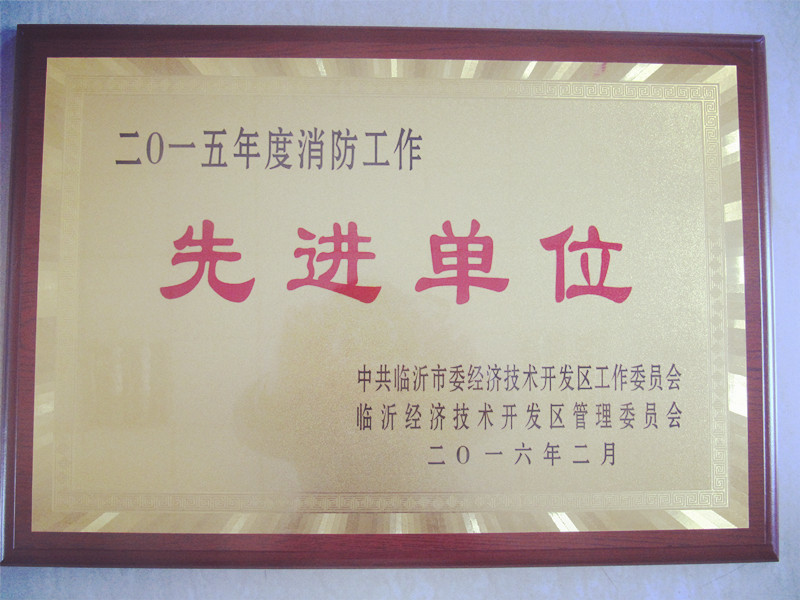 二0一五年度消防工作
先进单位
中共临沂市委经济技术开发区工作委员会
临沂经济技术开发区管理委员会
二0一六年二月